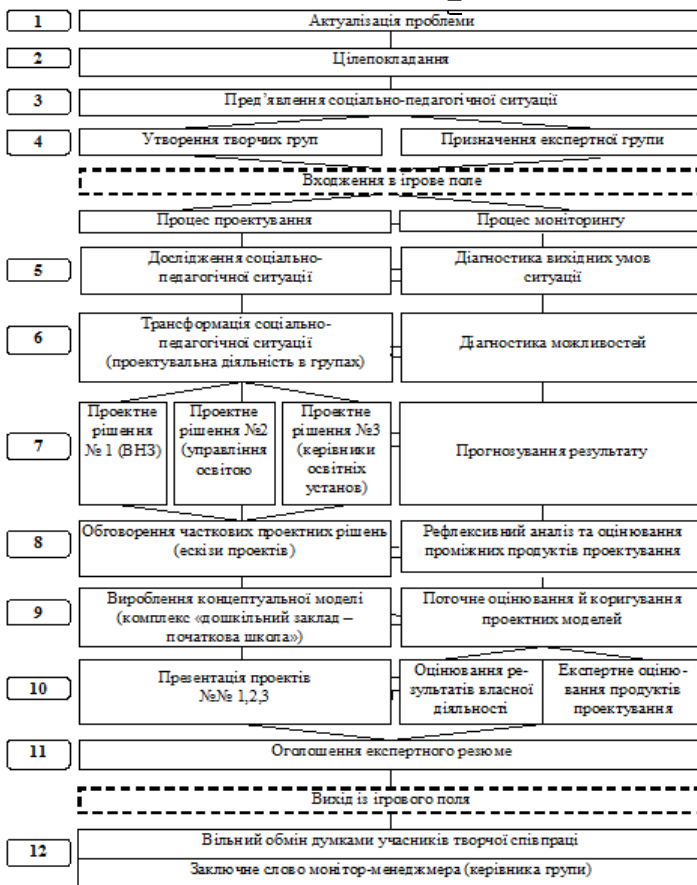 1
Актуалізація проблеми
2
Цілепокладання
3
Пред’явлення соціально-педагогічної ситуації
4
Утворення творчих груп
Призначення експертної групи
Входження в ігрове поле
Процес проектування
Процес моніторингу
5
Дослідження соціально-
педагогічної ситуації
Діагностика вихідних умов
ситуації
6
Трансформація соціально-
педагогічної ситуації
(проектувальна діяльність в групах)
Діагностика можливостей
7
Проектне
рішення
№ 1 (ВНЗ)
Проектне
рішення №2
(управління
освітою
Проектне
рішення №3
(керівники
освітніх
установ)
Прогнозування результату
8
Обговорення часткових проектних рішень
(ескізи проектів)
Рефлексивний аналіз та оцінювання
проміжних продуктів проектування
9
Вироблення концептуальної моделі
(комплекс «дошкільний заклад –
початкова школа»)
Поточне оцінювання й коригування
проектних моделей
10
Презентація проектів
№№ 1,2,3
Оцінювання ре-
зультатів власної
діяльності
Експертне оціню-
вання продуктів
проектування
11
Оголошення експертного резюме
Вихід із ігрового поля
12
Вільний обмін думками учасників творчої співпраці
Заключне слово монітор-менеджмера (керівника групи)